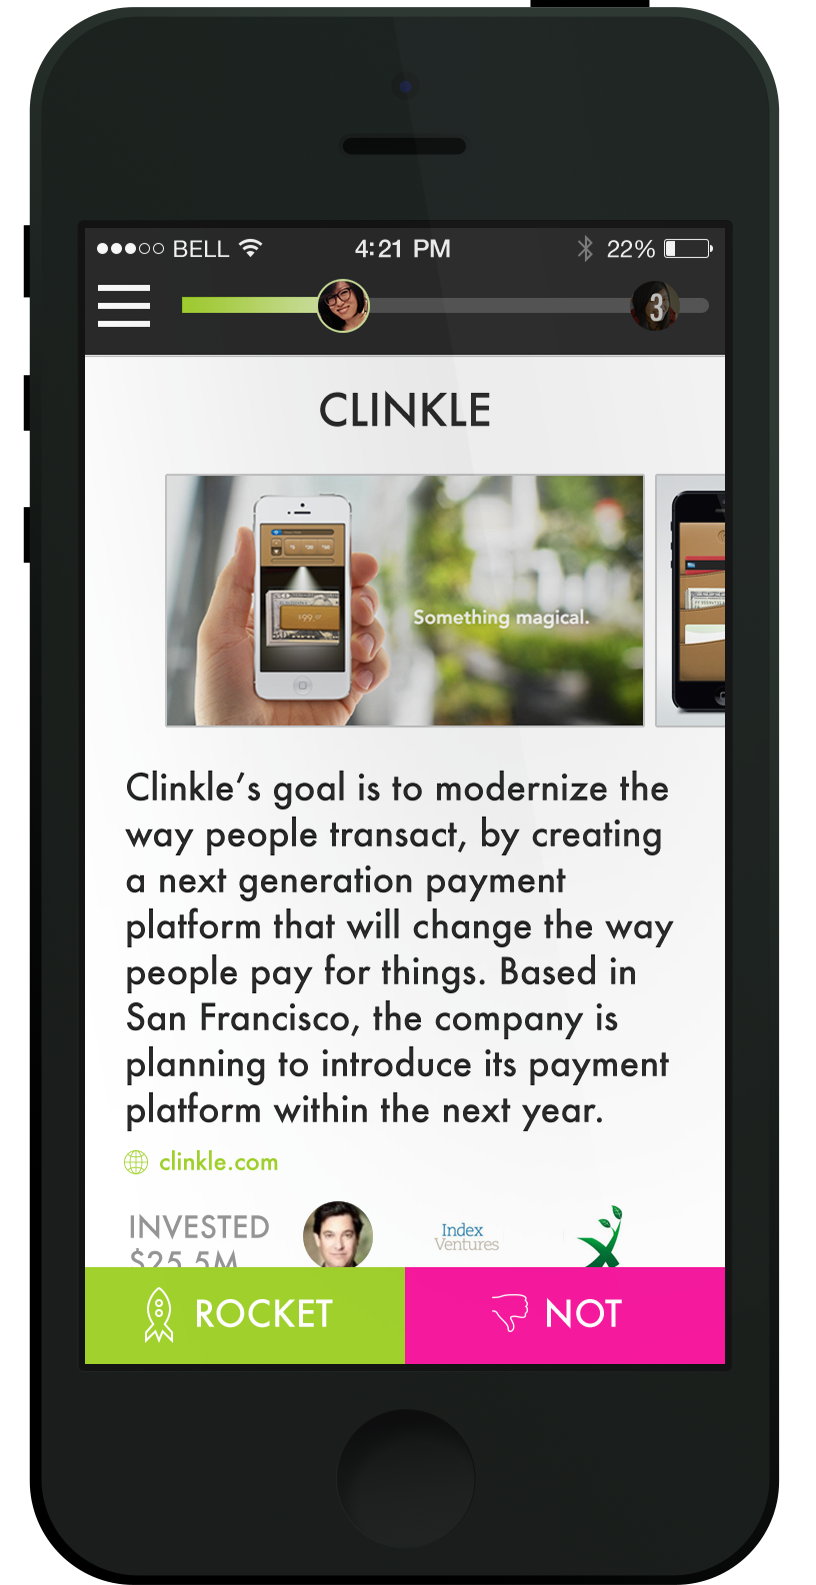 BELL 4:21 PM 22%
3
CLINKLE
$99.
Something magical.
Clinkle’s goal is to modernize the
way people transact, by creating
a next generation payment
platform that will change the way
people pay for things. Based in
San Francisco, the company is
planning to introduce its payment
platform within the next year.
clinkle.com
INVESTED
$25.5M
Index
Ventures
ROCKET NOT